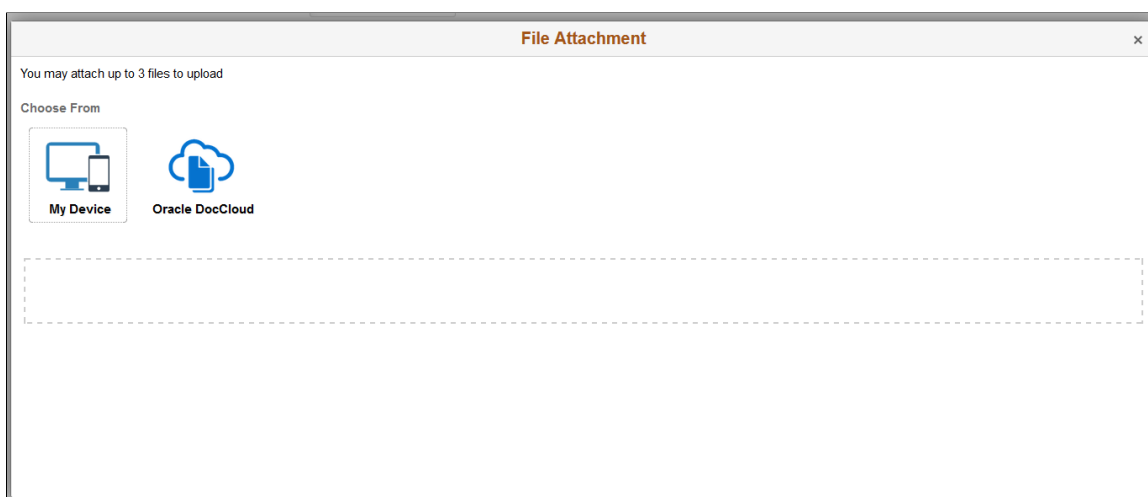 File Attachment
×
You may attach up to 3 files to upload
Choose From
My Device
Oracle DocCloud